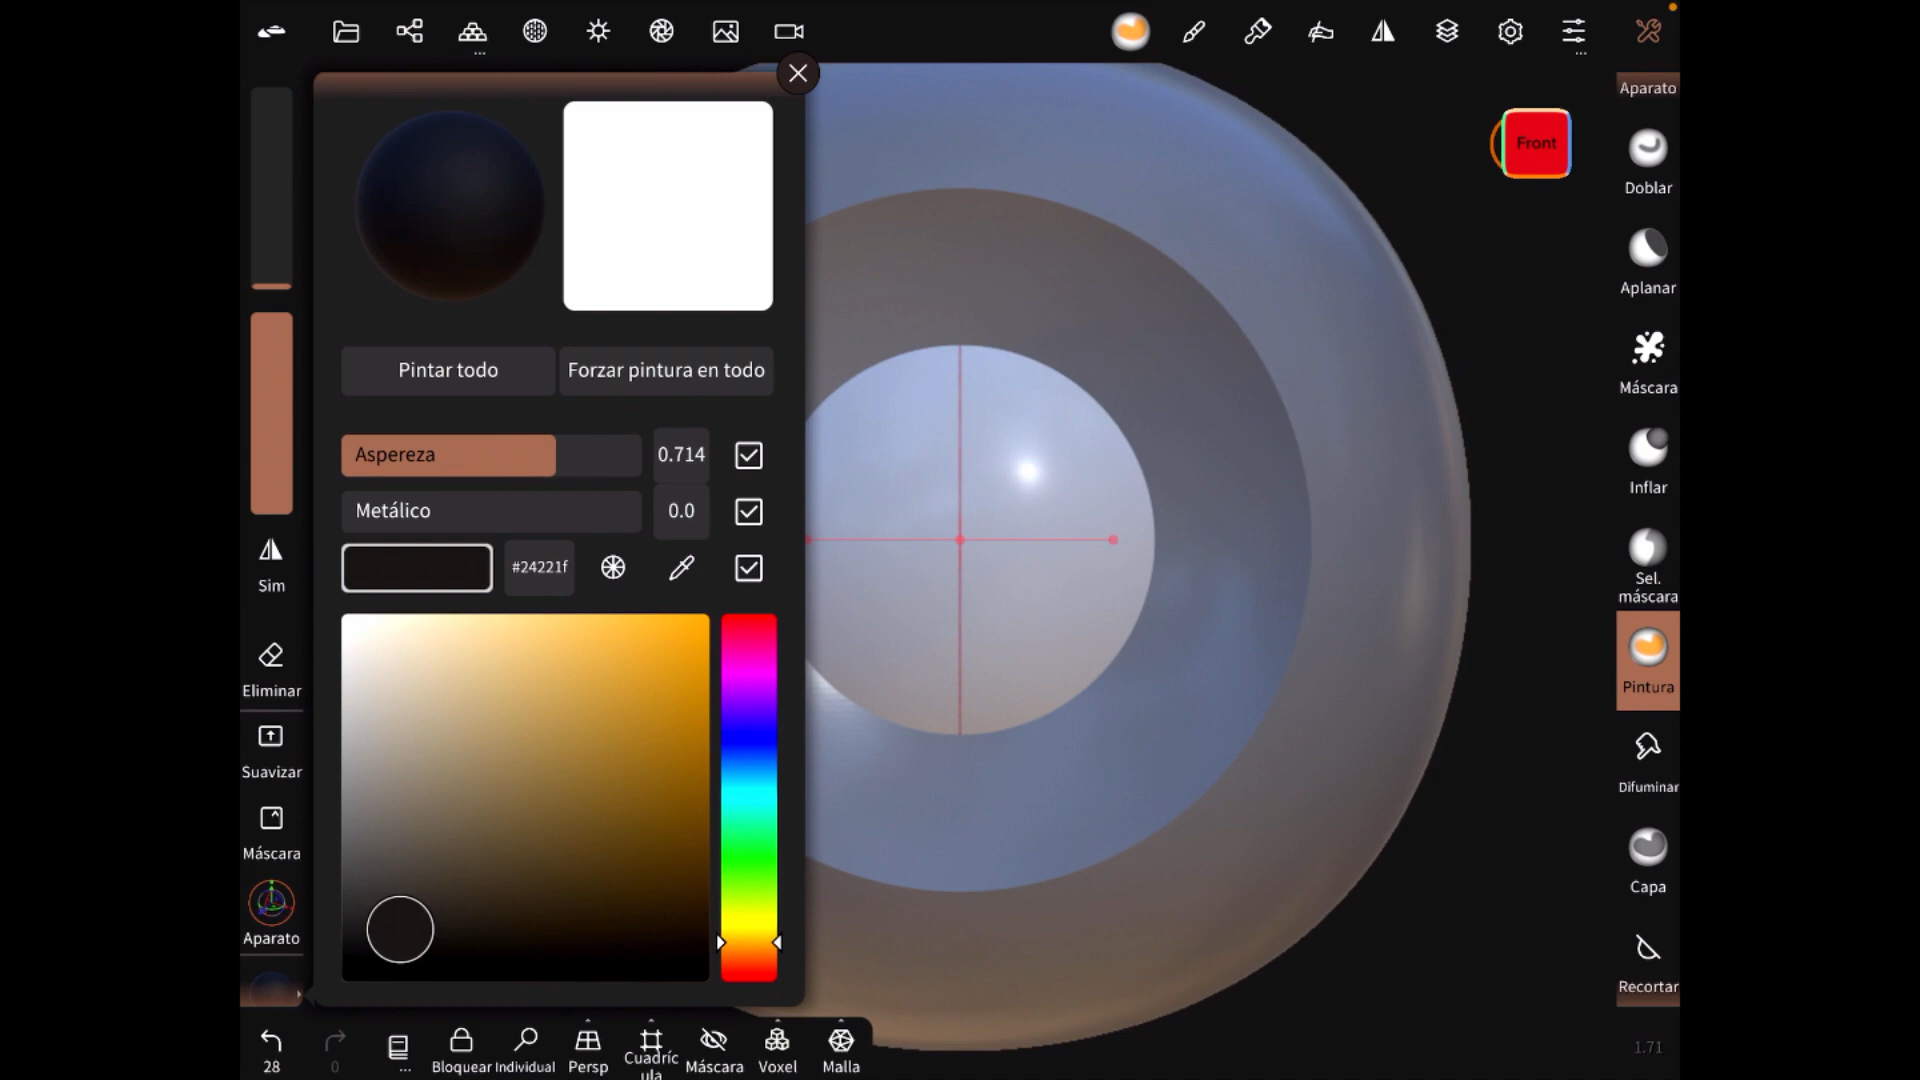 Aparato
Front
Doblar
Aplanar
Máscara
Inflar
Sel.
máscara
Pintura
Difuminar
Capa
Recortar
1.71
Pintar todo
Forzar pintura en todo
Aspereza
0.714
Metálico
0.0
#24221f
Sim
Eliminar
Suavizar
Máscara
Aparato
28
0
...
Bloquear
Individual
Persp
Cuadríc
ula
Máscara
Voxel
Malla